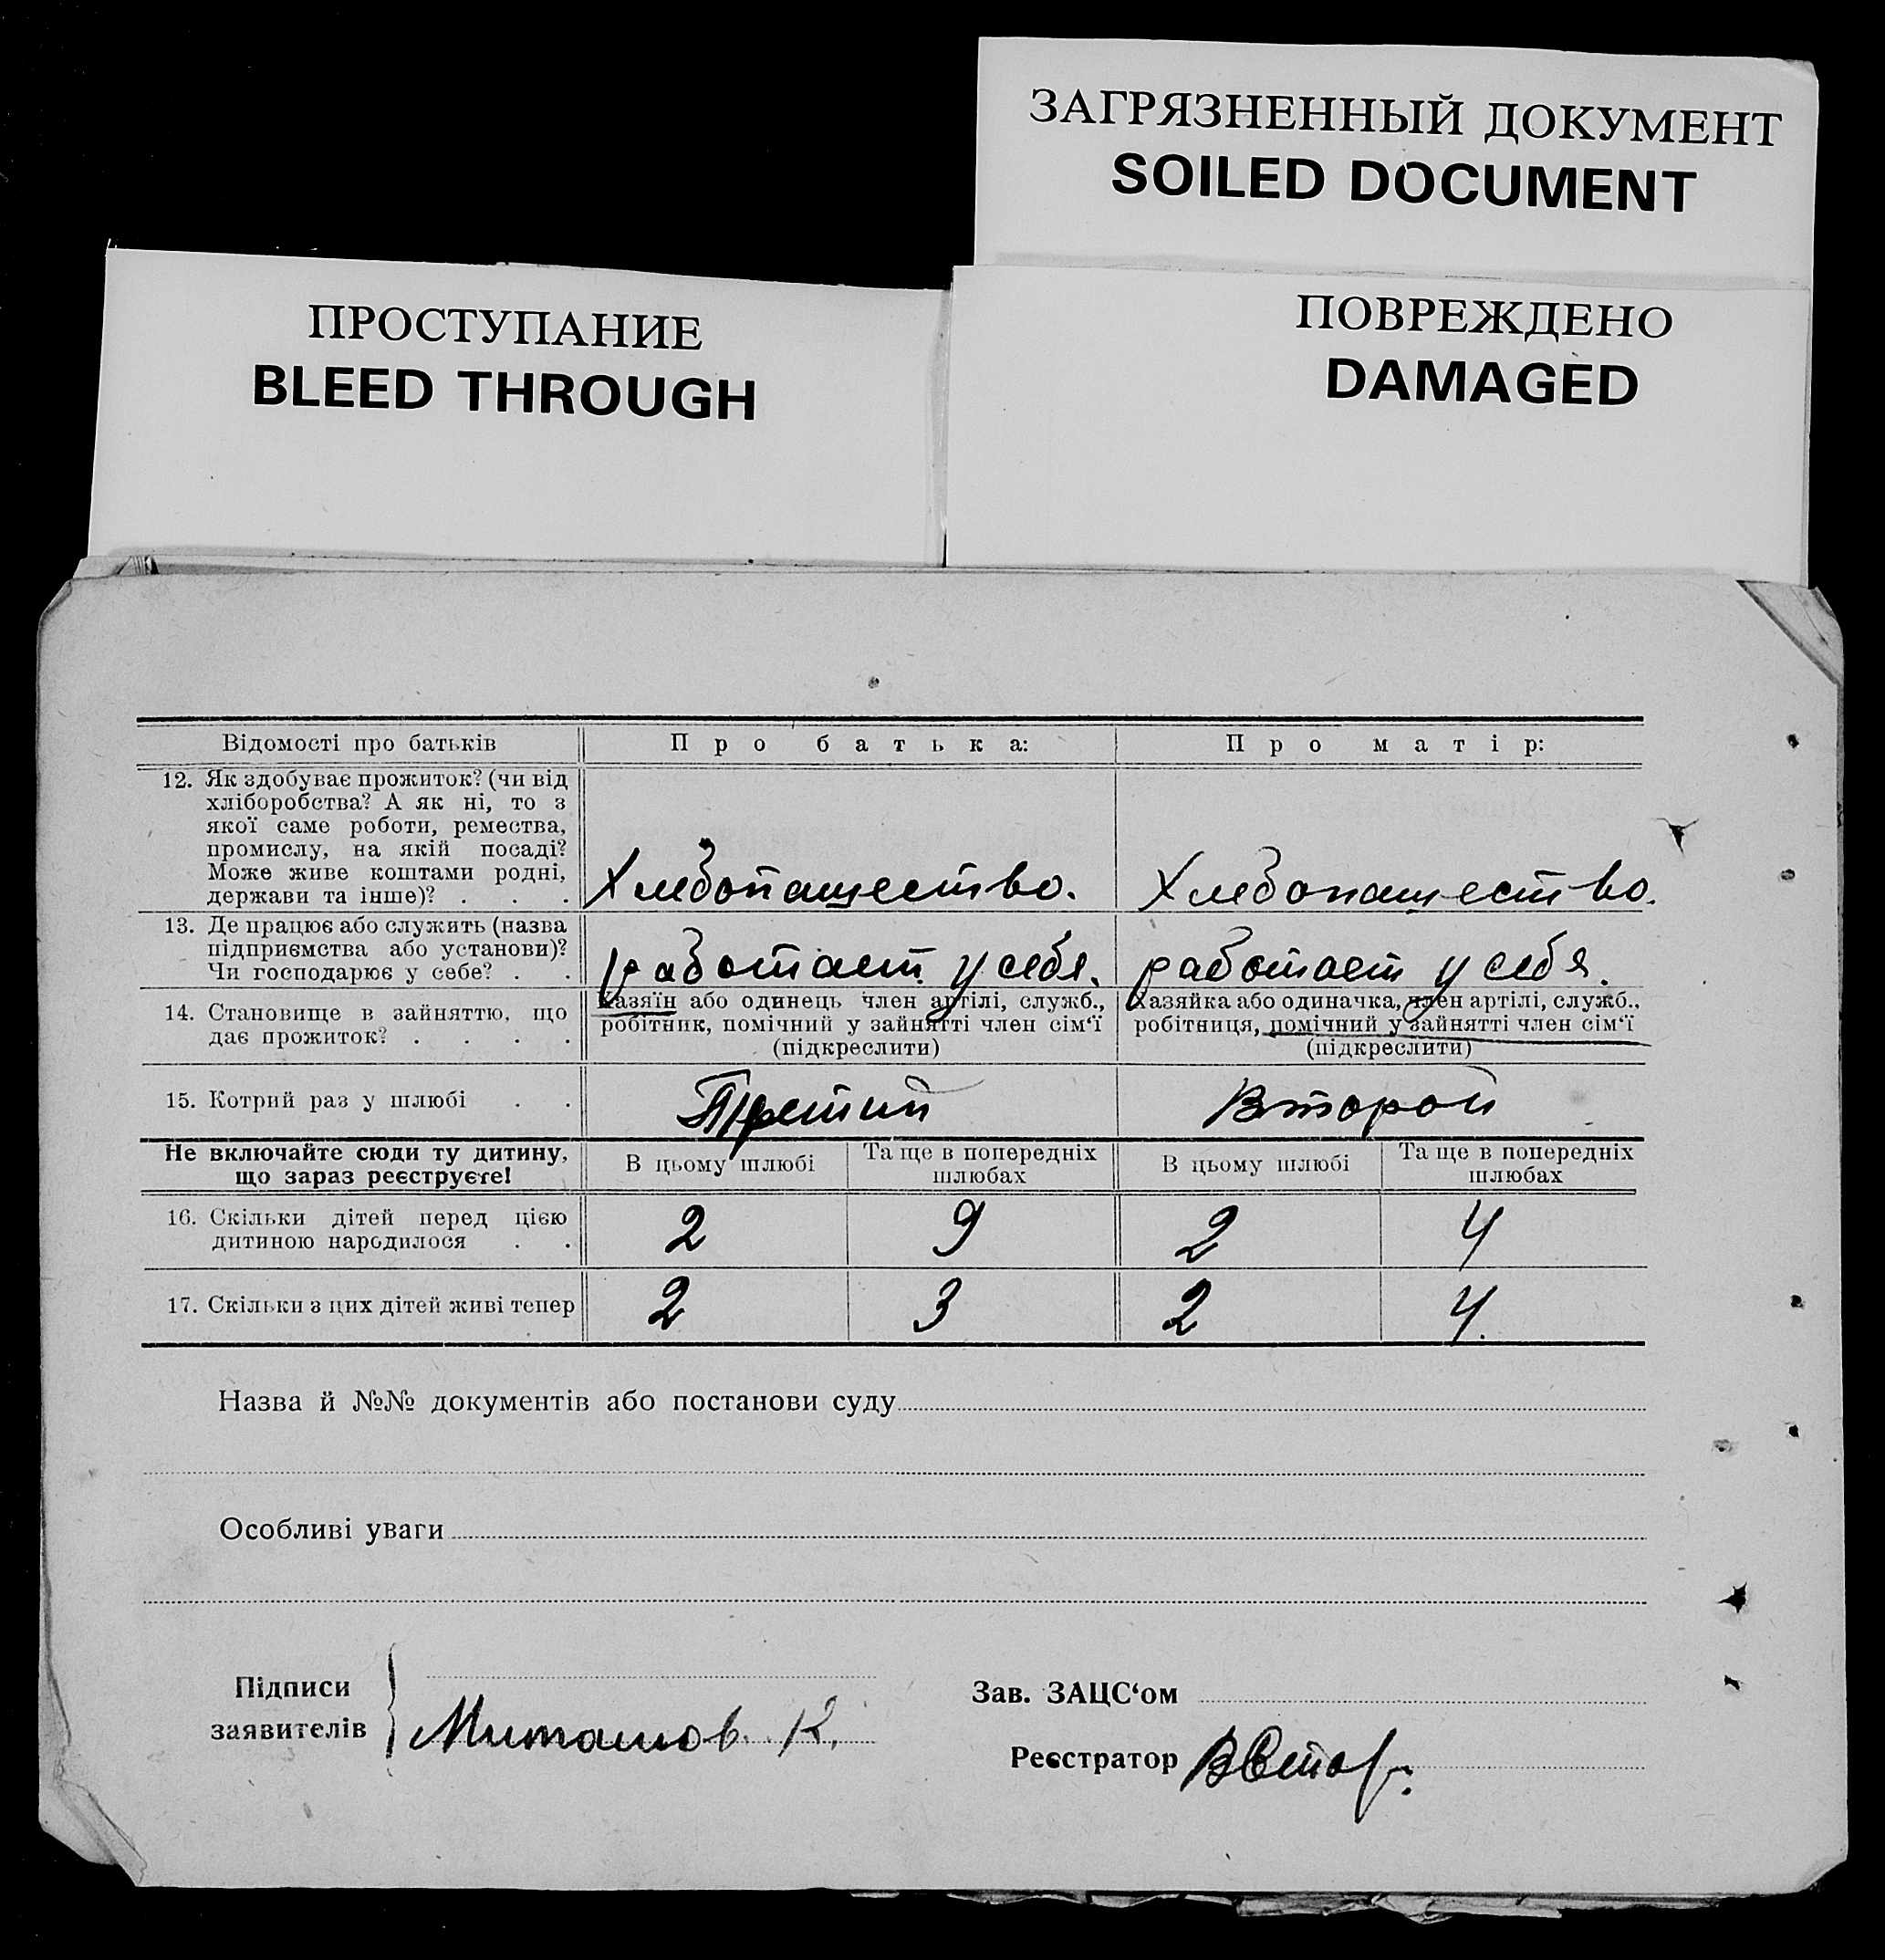 ЗАГРЯЗНЕННЫЙ ДОКУМЕНТ
SOILED DOCUMENT
ПРОСТУПАНИЕ
BLEED THROUGH
ПОВРЕЖДЕНО
DAMAGED
Відомості про батьків
Про батька:
Про матір:
12. Як здобуває прожиток? (чи від
хліборобства? А як ні, то з
якої саме роботи, ремества,
промислу, на якій посаді?
Може живе коштами родні,
держави та інше)? . . .
Хлебопашество.
Хлебопашество.
13. Де працює або служить (назва
підприємства або установи)?
Чи господарює у себе? . .
работает у себя.
работает у себя.
14. Становище в зайняттю, що
дає прожиток? . . . .
Хазяїн або одинець член артілі, служб.,
робітник, помічний у зайнятті член сім‘ї
(підкреслити)
Хазяйка або одиначка, член артілі, служб.,
робітниця, помічний у зайнятті член сім‘ї
(підкреслити)
15. Котрий раз у шлюбі . .
Третий
Второй
Не включайте сюди ту дитину,
що зараз реєструєте!
В цьому шлюбі
Та ще в попередніх
шлюбах
В цьому шлюбі
Та ще в попередніх
шлюбах
16. Скільки дітей перед цією
дитиною народилося . .
2
9
2
4
17. Скільки з цих дітей живі тепер
2
3
2
4.
Назва й №№ документів або постанови суду
Особливі уваги
Підписи
заявителів
Миташов. К.
Зав. ЗАЦС‘ом
Реєстратор